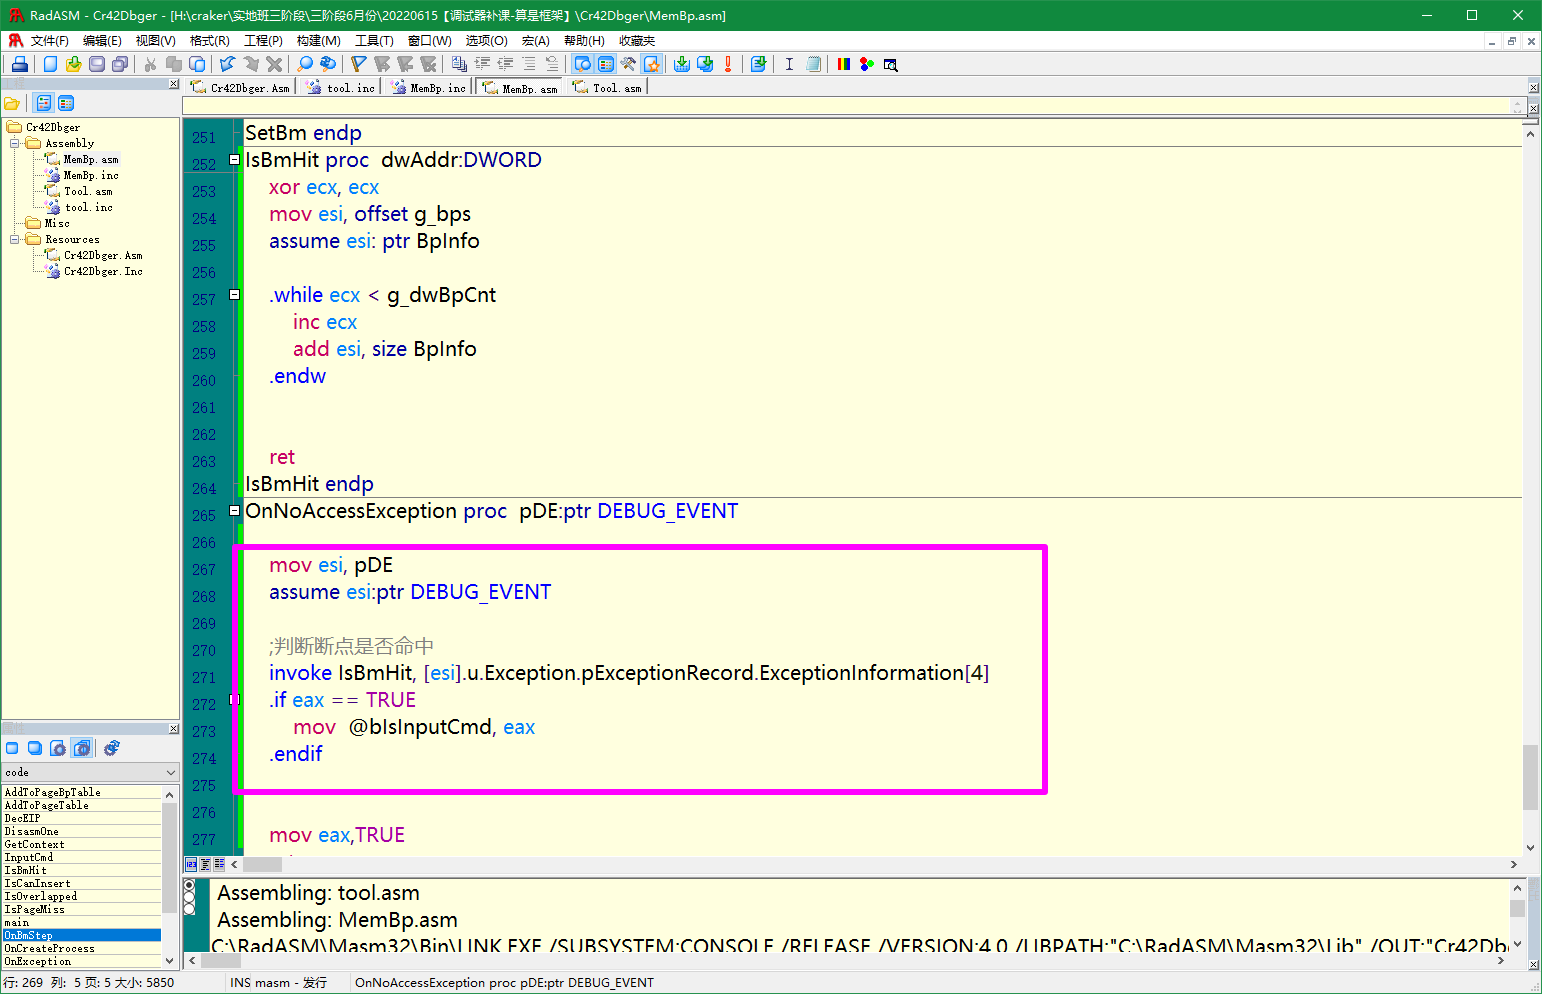 RadASM - Cr42Dbger - [H:\craker\实地班三阶段\三阶段6月份\20220615【调试器补课-算是框架】\Cr42Dbger\MemBp.asm]
文件(F) 编辑(E) 视图(V) 格式(R) 工程(P) 构建(M) 工具(T) 窗口(W) 选项(O) 宏(A) 帮助(H) 收藏夹
Cr42Dbger.Asm tool.inc MemBp.inc MemBp.asm Tool.asm
Cr42Dbger
Assembly
MemBp.asm
MemBp.inc
Tool.asm
tool.inc
Misc
Resources
Cr42Dbger.Asm
Cr42Dbger.Inc
code
AddToPageBpTable
AddToPageTable
DecEIP
DisasmOne
GetContext
InputCmd
IsBmHit
IsCanInsert
IsOverlapped
IsPageMiss
main
OnBmStep
OnCreateProcess
OnException
251 SetBm endp
252 IsBmHit proc dwAddr:DWORD
253 xor ecx, ecx
254 mov esi, offset g_bps
255 assume esi: ptr BpInfo
256
257 .while ecx < g_dwBpCnt
258 inc ecx
259 add esi, size BpInfo
260 .endw
261
262
263 ret
264 IsBmHit endp
265 OnNoAccessException proc pDE:ptr DEBUG_EVENT
266
267 mov esi, pDE
268 assume esi:ptr DEBUG_EVENT
269
270 ;判断断点是否命中
271 invoke IsBmHit, [esi].u.Exception.pExceptionRecord.ExceptionInformation[4]
272 .if eax == TRUE
273 mov @bIsInputCmd, eax
274 .endif
275
276
277 mov eax,TRUE
Assembling: tool.asm
Assembling: MemBp.asm
C:\RadASM\Masm32\Bin\LINK.EXE /SUBSYSTEM:CONSOLE /RELEASE /VERSION:4.0 /LIBPATH:"C:\RadASM\Masm32\Lib" /OUT:"Cr42Db
行: 269 列: 5 页: 5 大小: 5850 INS masm - 发行 OnNoAccessException proc pDE:ptr DEBUG_EVENT